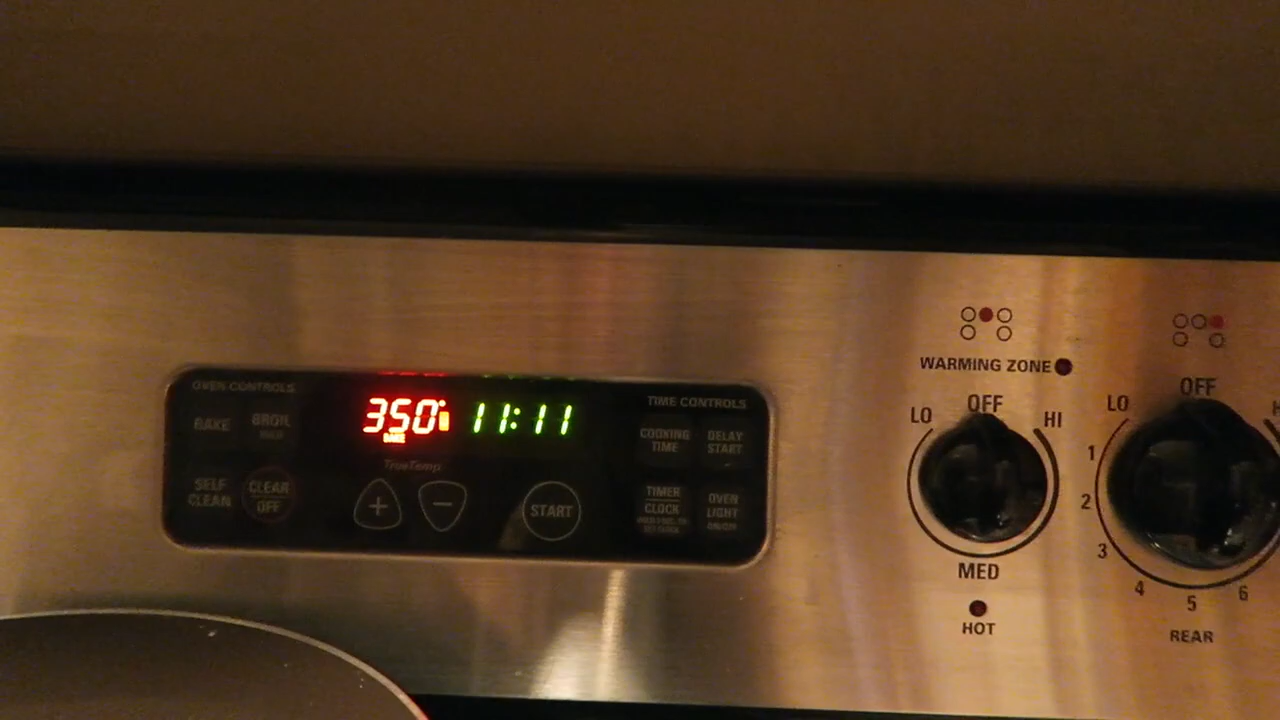 OVEN CONTROLS
BAKE
BROIL
SELF
CLEAN
CLEAR
OFF
350
BAKE
11:11
TrueTemp
+
−
START
TIME CONTROLS
COOKING
TIME
DELAY
START
TIMER
CLOCK
OVEN
LIGHT
ON/OFF
WARMING ZONE
OFF
LO
HI
MED
HOT
OFF
LO
1
2
3
4
5
6
REAR